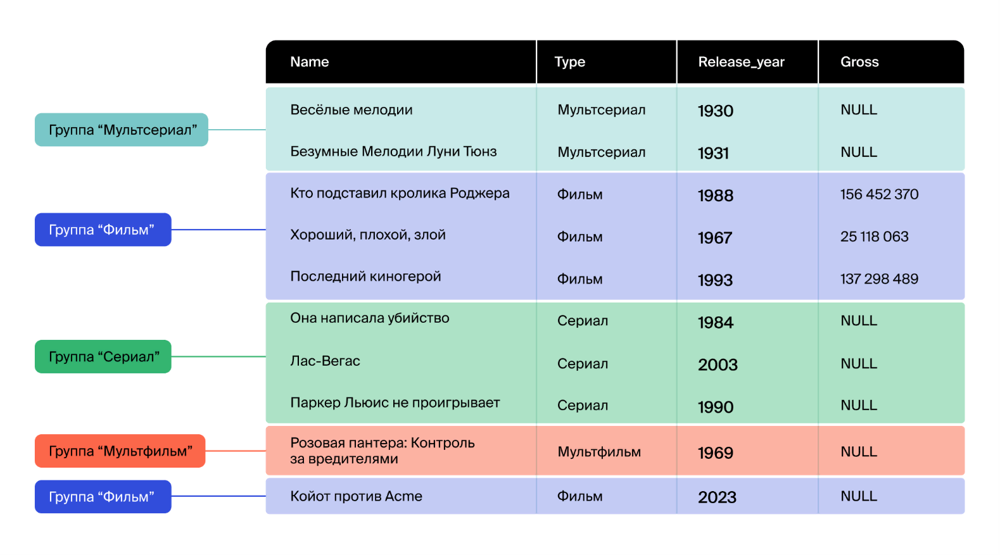 Name Type Release_year Gross
Группа “Мультсериал”
Весёлые мелодии Мультсериал 1930 NULL
Безумные Мелодии Луни Тюнз Мультсериал 1931 NULL
Группа “Фильм”
Кто подставил кролика Роджера Фильм 1988 156 452 370
Хороший, плохой, злой Фильм 1967 25 118 063
Последний киногерой Фильм 1993 137 298 489
Группа “Сериал”
Она написала убийство Сериал 1984 NULL
Лас-Вегас Сериал 2003 NULL
Паркер Льюис не проигрывает Сериал 1990 NULL
Группа “Мультфильм”
Розовая пантера: Контроль
за вредителями Мультфильм 1969 NULL
Группа “Фильм”
Койот против Acme Фильм 2023 NULL